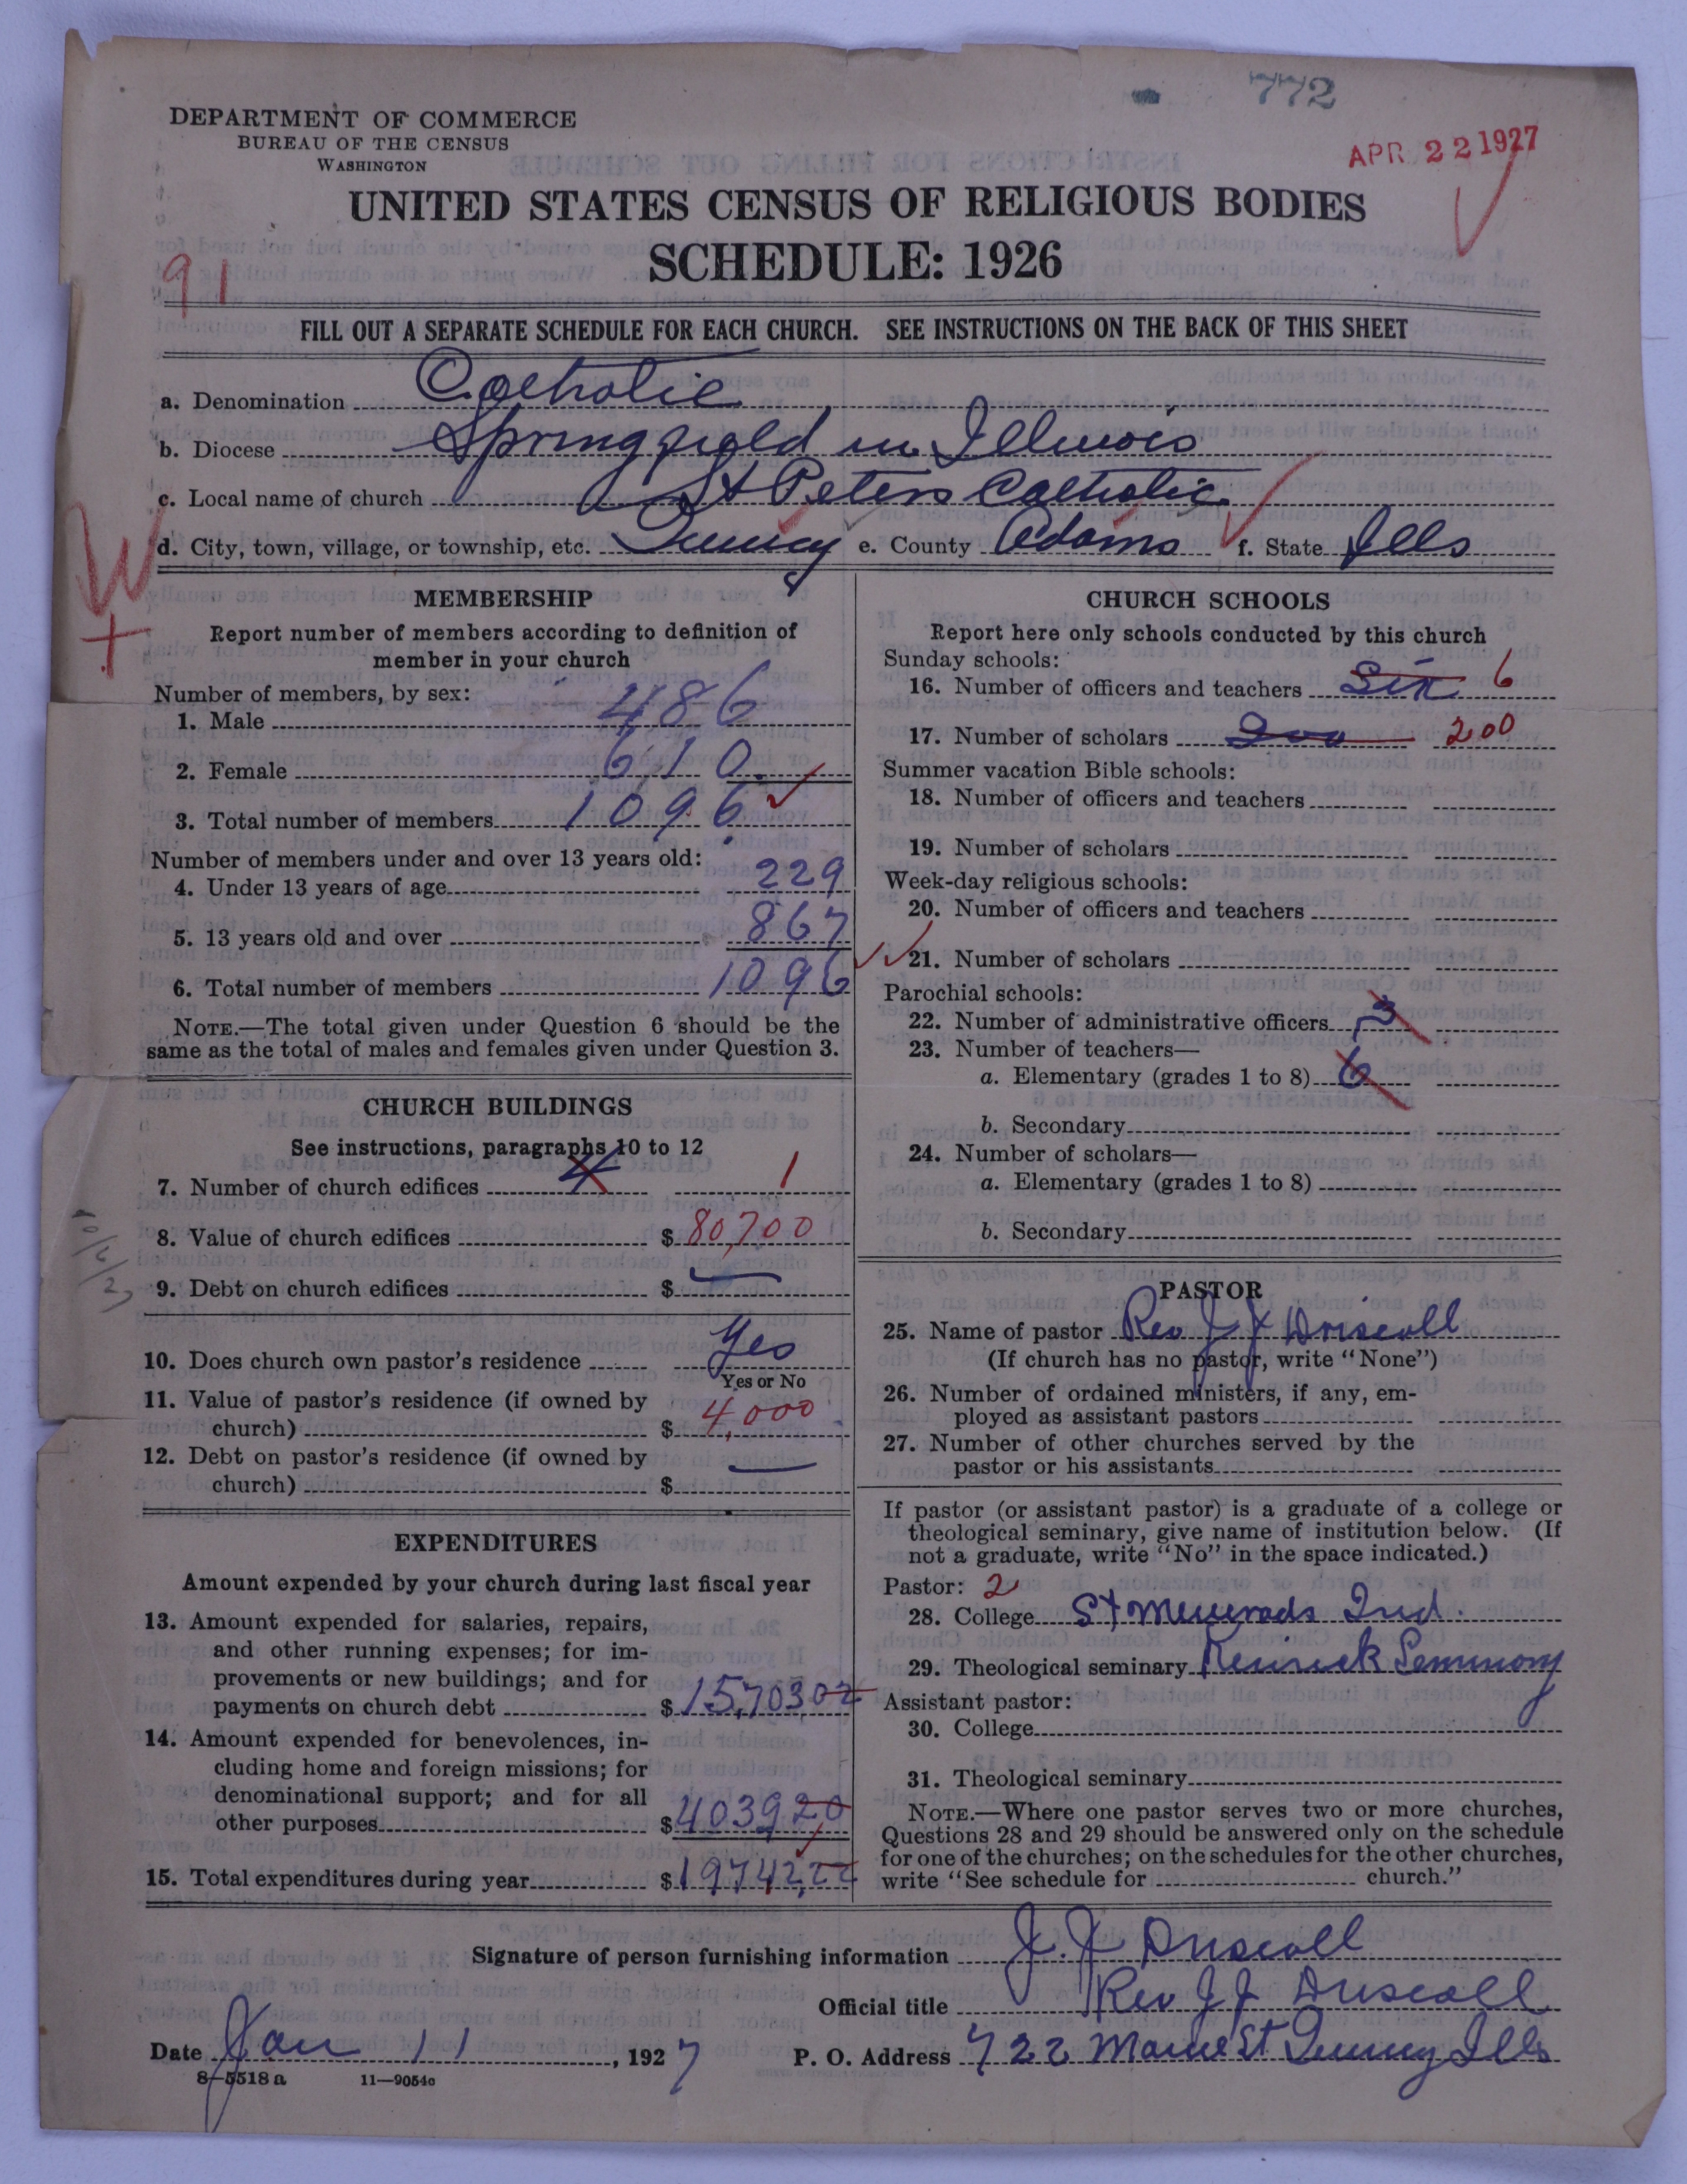 772
DEPARTMENT OF COMMERCE
BUREAU OF THE CENSUS
WASHINGTON
APR 22 1927
UNITED STATES CENSUS OF RELIGIOUS BODIES
SCHEDULE: 1926
91
FILL OUT A SEPARATE SCHEDULE FOR EACH CHURCH. SEE INSTRUCTIONS ON THE BACK OF THIS SHEET
a. Denomination Catholic
b. Diocese Springfield in Illinois
c. Local name of church St Peters Catholic
d. City, town, village, or township, etc. Quincy e. County Adams f. State Ills
W
+
MEMBERSHIP
Report number of members according to definition of
member in your church
Number of members, by sex:
1. Male 486
2. Female 610
3. Total number of members 1096
Number of members under and over 13 years old:
4. Under 13 years of age 229
5. 13 years old and over 867
6. Total number of members 1096
NOTE.—The total given under Question 6 should be the
same as the total of males and females given under Question 3.
CHURCH BUILDINGS
See instructions, paragraphs 10 to 12
7. Number of church edifices 4 1
8. Value of church edifices $ 80,700
9. Debt on church edifices $ —
10. Does church own pastor's residence Yes
Yes or No
11. Value of pastor's residence (if owned by
church) $ 4,000
12. Debt on pastor's residence (if owned by
church) $ —
EXPENDITURES
Amount expended by your church during last fiscal year
13. Amount expended for salaries, repairs,
and other running expenses; for im-
provements or new buildings; and for
payments on church debt $ 15,703,02
14. Amount expended for benevolences, in-
cluding home and foreign missions; for
denominational support; and for all
other purposes $ 403920
15. Total expenditures during year $ 19742,22
CHURCH SCHOOLS
Report here only schools conducted by this church
Sunday schools:
16. Number of officers and teachers Six 6
17. Number of scholars 200 200
Summer vacation Bible schools:
18. Number of officers and teachers
19. Number of scholars
Week-day religious schools:
20. Number of officers and teachers
21. Number of scholars
Parochial schools:
22. Number of administrative officers 3
23. Number of teachers—
a. Elementary (grades 1 to 8) 6
b. Secondary
24. Number of scholars—
a. Elementary (grades 1 to 8)
b. Secondary
PASTOR
25. Name of pastor Rev J J Driscoll
(If church has no pastor, write "None")
26. Number of ordained ministers, if any, em-
ployed as assistant pastors
27. Number of other churches served by the
pastor or his assistants
If pastor (or assistant pastor) is a graduate of a college or
theological seminary, give name of institution below. (If
not a graduate, write "No" in the space indicated.)
Pastor: 2
28. College St Meinrads Ind.
29. Theological seminary Kenrick Seminary
Assistant pastor:
30. College
31. Theological seminary
NOTE.—Where one pastor serves two or more churches,
Questions 28 and 29 should be answered only on the schedule
for one of the churches; on the schedules for the other churches,
write "See schedule for church."
Signature of person furnishing information J. J Driscoll
Official title Rev J J Driscoll
Date Jan 11, 1927 P. O. Address 722 Maine St Quincy Ills
8—5518 a 11—9054c